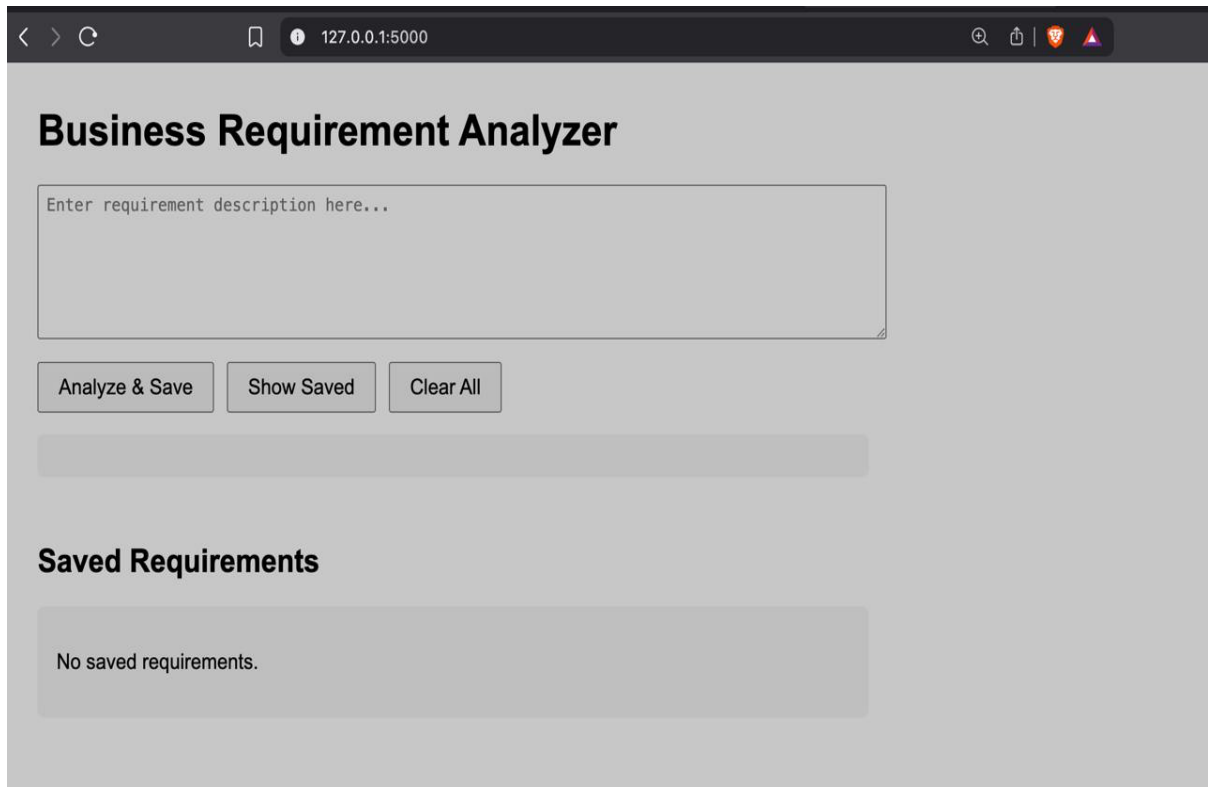 127.0.0.1:5000
Business Requirement Analyzer
Enter requirement description here...
Analyze & Save Show Saved Clear All
Saved Requirements
No saved requirements.